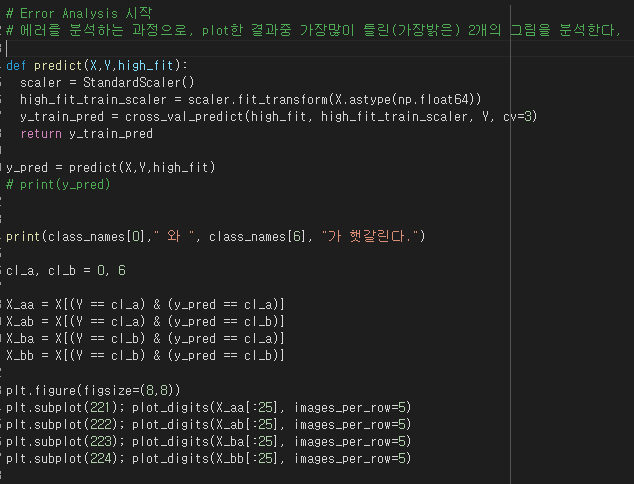 # Error Analysis 시작
# 에러를 분석하는 과정으로, plot한 결과중 가장많이 틀린(가장밝은) 2개의 그림을 분석한다,
def predict(X,Y,high_fit):
  scaler = StandardScaler()
  high_fit_train_scaler = scaler.fit_transform(X.astype(np.float64))
  y_train_pred = cross_val_predict(high_fit, high_fit_train_scaler, Y, cv=3)
  return y_train_pred
y_pred = predict(X,Y,high_fit)
# print(y_pred)
print(class_names[0]," 와 ", class_names[6], "가 햇갈린다.")
cl_a, cl_b = 0, 6
X_aa = X[(Y == cl_a) & (y_pred == cl_a)]
X_ab = X[(Y == cl_a) & (y_pred == cl_b)]
X_ba = X[(Y == cl_b) & (y_pred == cl_a)]
X_bb = X[(Y == cl_b) & (y_pred == cl_b)]
plt.figure(figsize=(8,8))
plt.subplot(221); plot_digits(X_aa[:25], images_per_row=5)
plt.subplot(222); plot_digits(X_ab[:25], images_per_row=5)
plt.subplot(223); plot_digits(X_ba[:25], images_per_row=5)
plt.subplot(224); plot_digits(X_bb[:25], images_per_row=5)